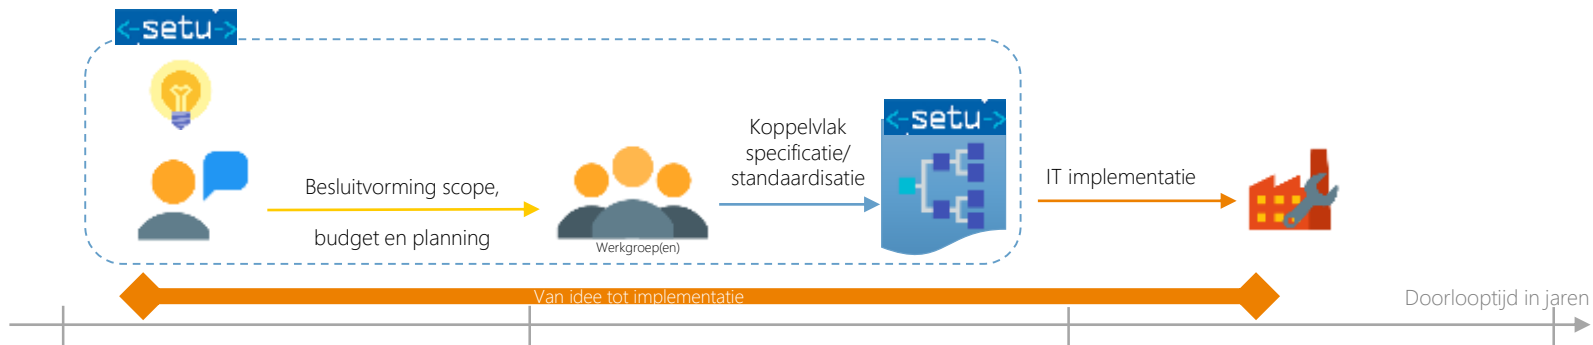 <-setu->
Besluitvorming scope,
budget en planning
Werkgroep(en)
Koppelvlak
specificatie/
standaardisatie
<-setu->
IT implementatie
Van idee tot implementatie
Doorlooptijd in jaren